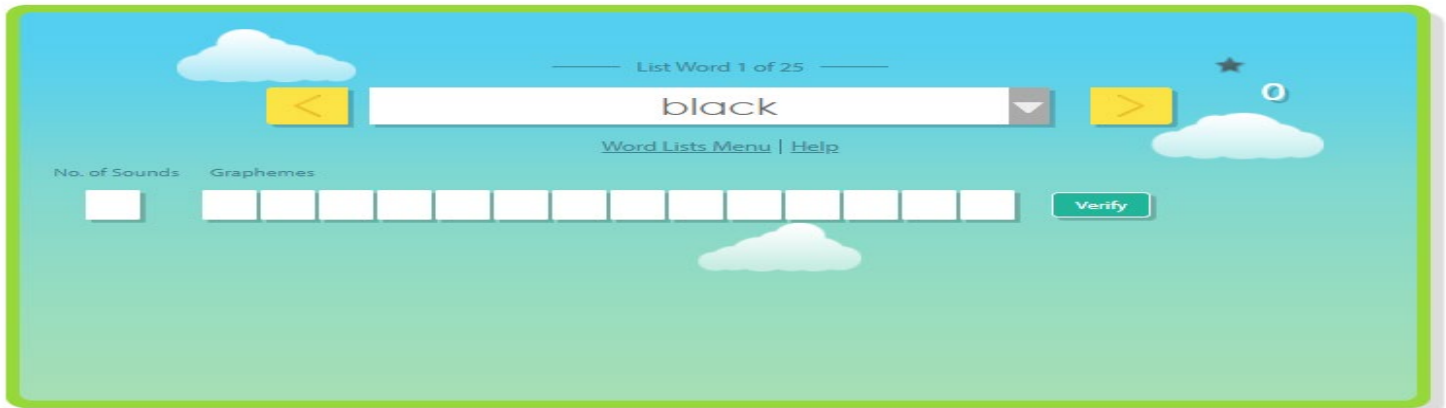 List Word 1 of 25
0
< black >
Word Lists Menu | Help
No. of Sounds Graphemes
Verify